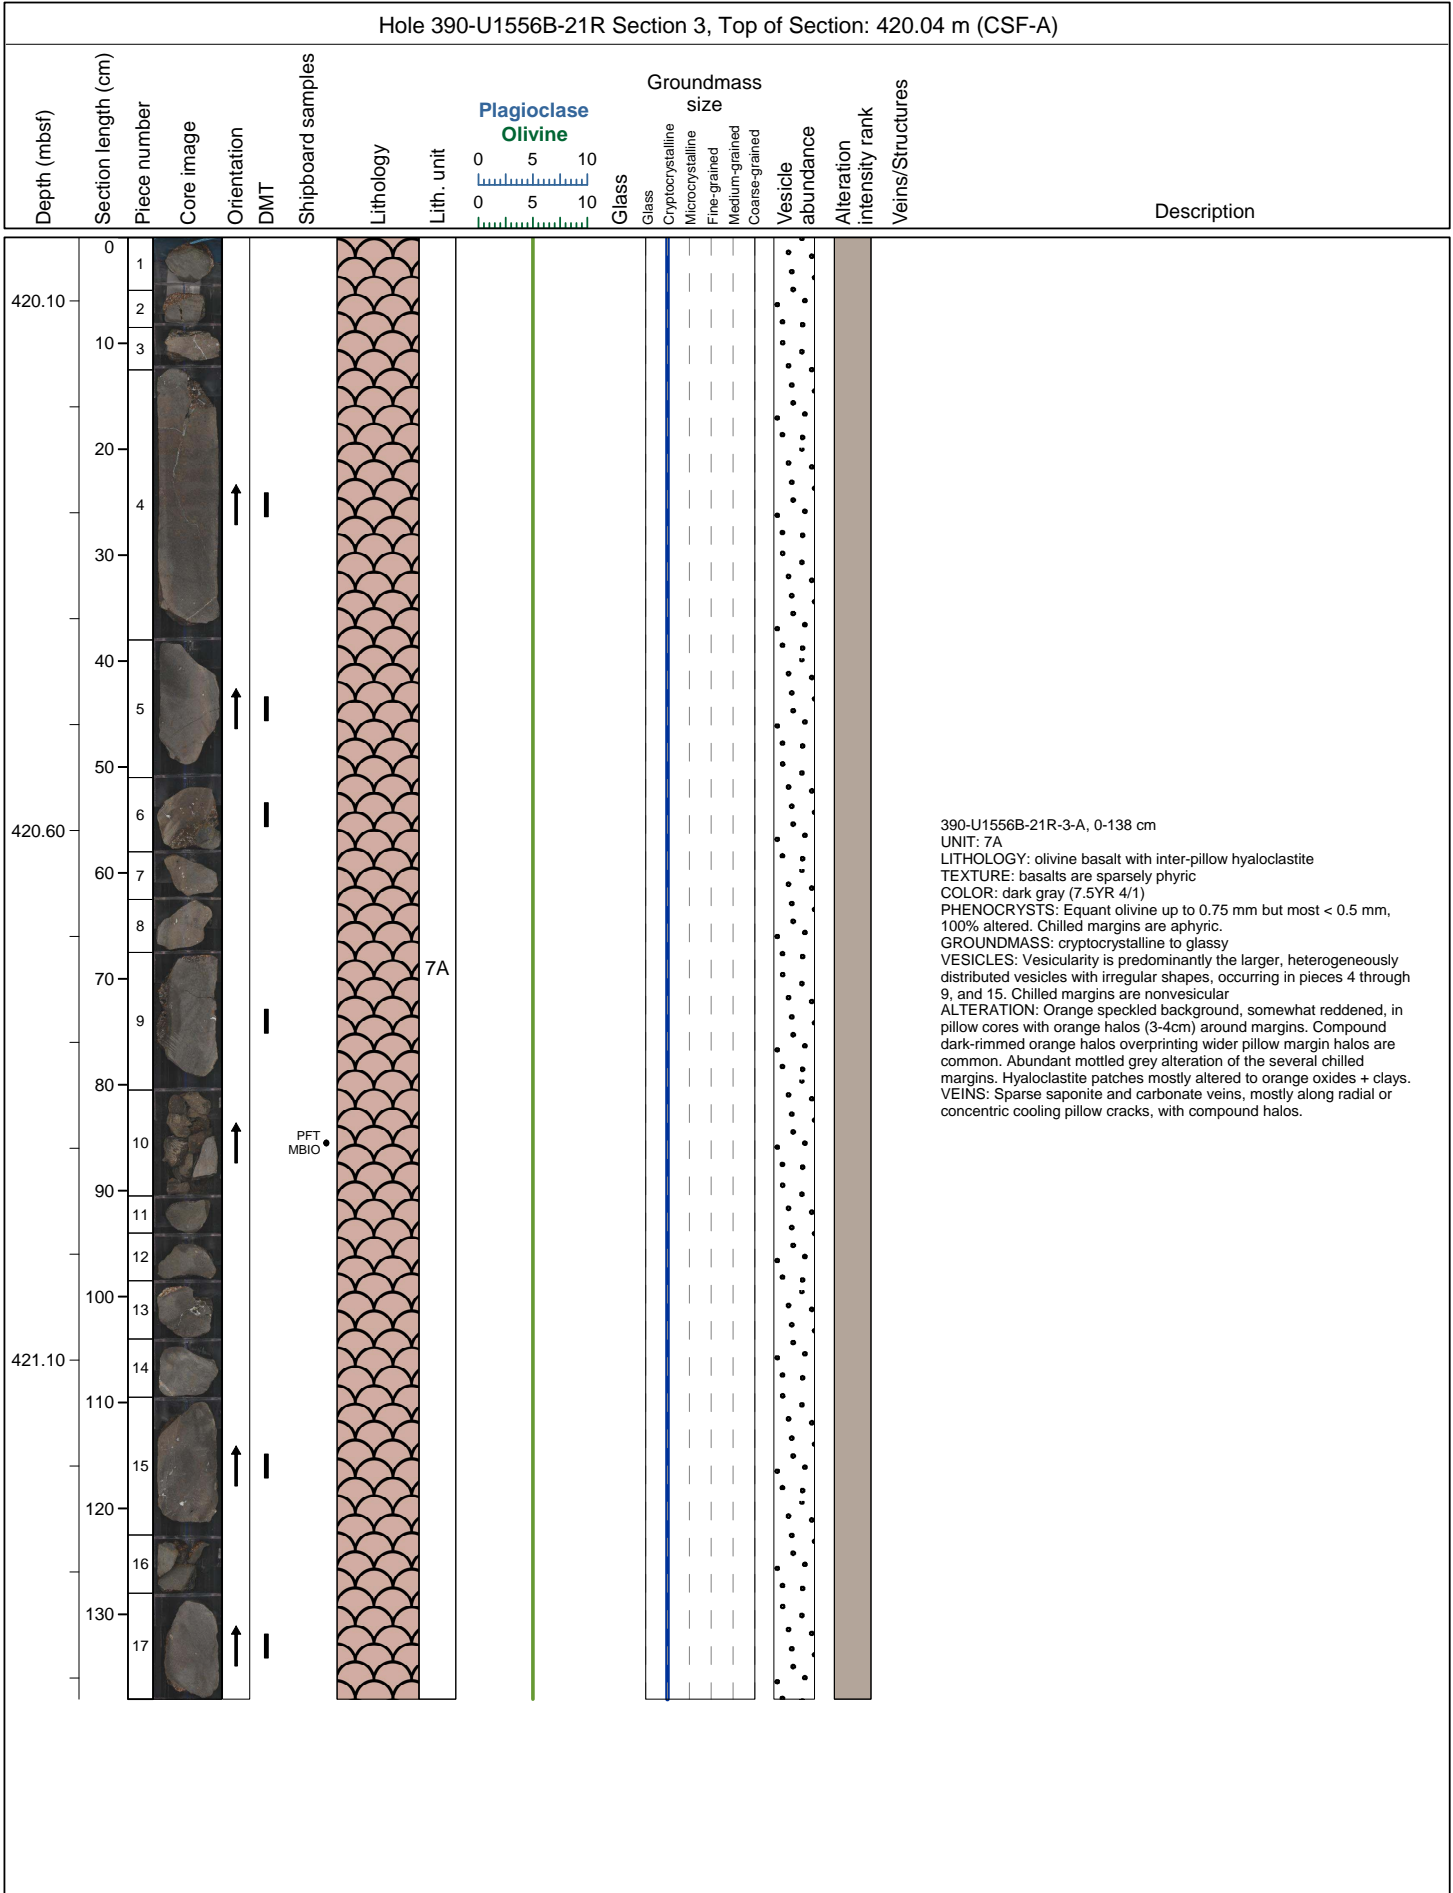 Hole 390-U1556B-21R Section 3, Top of Section: 420.04 m (CSF-A)
Depth (mbsf)
Section length (cm)
Piece number
Core image
Orientation
DMT
Shipboard samples
Lithology
Lith. unit
Plagioclase
Olivine
0 5 10
0 5 10
Glass
Groundmass
size
Glass
Cryptocrystalline
Microcrystalline
Fine-grained
Medium-grained
Coarse-grained
Vesicle
abundance
Alteration
intensity rank
Veins/Structures
Description
420.10
420.60
421.10
0
10
20
30
40
50
60
70
80
90
100
110
120
130
1
2
3
4
5
6
7
8
9
10
11
12
13
14
15
16
17
PFT
MBIO
7A
390-U1556B-21R-3-A, 0-138 cm
UNIT: 7A
LITHOLOGY: olivine basalt with inter-pillow hyaloclastite
TEXTURE: basalts are sparsely phyric
COLOR: dark gray (7.5YR 4/1)
PHENOCRYSTS: Equant olivine up to 0.75 mm but most < 0.5 mm,
100% altered. Chilled margins are aphyric.
GROUNDMASS: cryptocrystalline to glassy
VESICLES: Vesicularity is predominantly the larger, heterogeneously
distributed vesicles with irregular shapes, occurring in pieces 4 through
9, and 15. Chilled margins are nonvesicular
ALTERATION: Orange speckled background, somewhat reddened, in
pillow cores with orange halos (3-4cm) around margins. Compound
dark-rimmed orange halos overprinting wider pillow margin halos are
common. Abundant mottled grey alteration of the several chilled
margins. Hyaloclastite patches mostly altered to orange oxides + clays.
VEINS: Sparse saponite and carbonate veins, mostly along radial or
concentric cooling pillow cracks, with compound halos.